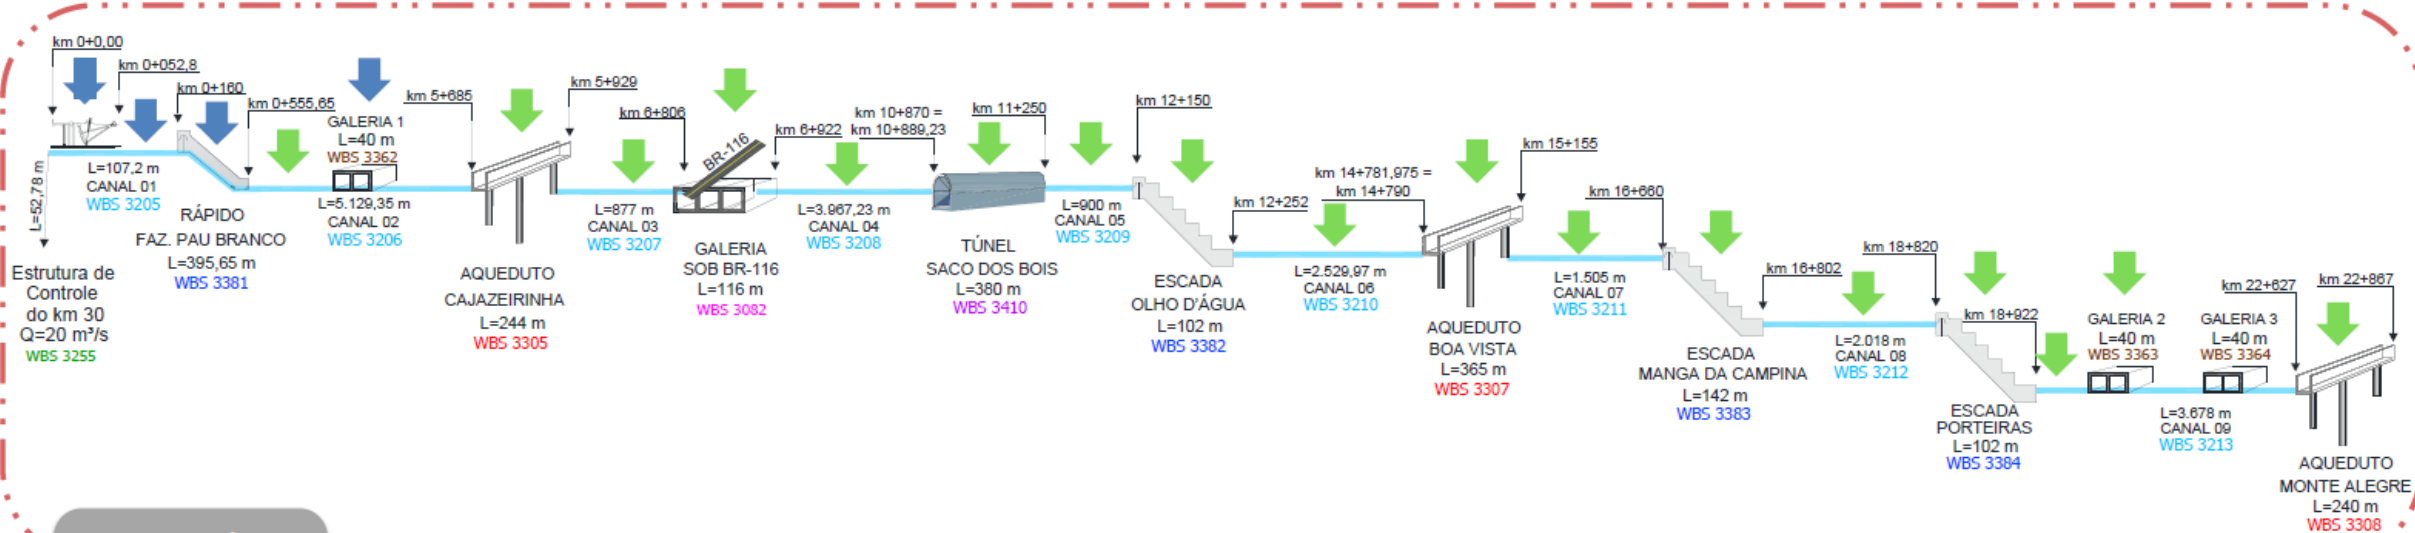 km 0+0,00
km 0+052,8
km 0+160
km 0+555,65
L=52,78 m
Estrutura de
Controle
do km 30
Q=20 m³/s
WBS 3255
L=107,2 m
CANAL 01
WBS 3205
RÁPIDO
FAZ. PAU BRANCO
L=395,65 m
WBS 3381
GALERIA 1
L=40 m
WBS 3362
L=5.129,35 m
CANAL 02
WBS 3206
km 5+685
km 5+929
AQUEDUTO
CAJAZEIRINHA
L=244 m
WBS 3305
km 6+806
L=877 m
CANAL 03
WBS 3207
BR-116
GALERIA
SOB BR-116
L=116 m
WBS 3082
km 6+922
km 10+870 =
km 10+889,23
L=3.967,23 m
CANAL 04
WBS 3208
km 11+250
TÚNEL
SACO DOS BOIS
L=380 m
WBS 3410
L=900 m
CANAL 05
WBS 3209
km 12+150
ESCADA
OLHO D'ÁGUA
L=102 m
WBS 3382
km 12+252
L=2.529,97 m
CANAL 06
WBS 3210
km 14+781,975 =
km 14+790
km 15+155
AQUEDUTO
BOA VISTA
L=365 m
WBS 3307
km 16+660
L=1.505 m
CANAL 07
WBS 3211
ESCADA
MANGA DA CAMPINA
L=142 m
WBS 3383
km 16+802
km 18+820
L=2.018 m
CANAL 08
WBS 3212
km 18+922
ESCADA
PORTEIRAS
L=102 m
WBS 3384
GALERIA 2
L=40 m
WBS 3363
GALERIA 3
L=40 m
WBS 3364
L=3.678 m
CANAL 09
WBS 3213
km 22+627
km 22+867
AQUEDUTO
MONTE ALEGRE
L=240 m
WBS 3308